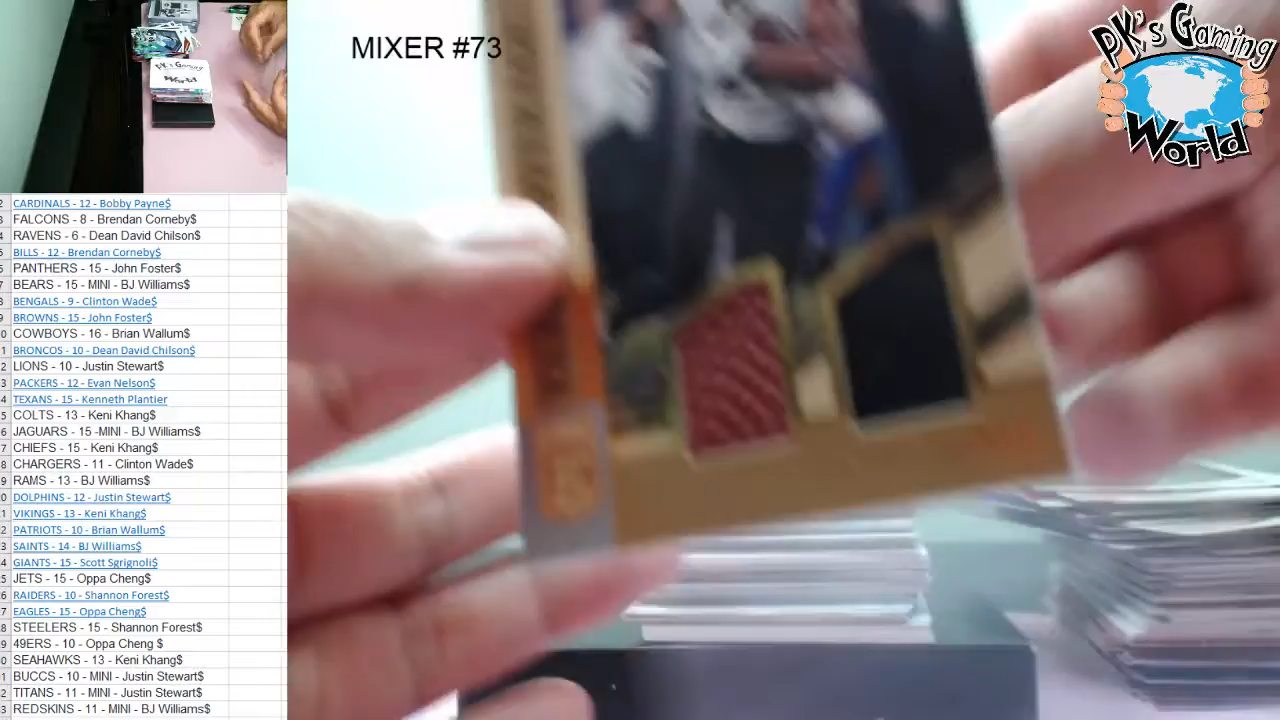 MIXER #73
PK's Gaming World
CARDINALS - 12 - Bobby Payne$
FALCONS - 8 - Brendan Corneby$
RAVENS - 6 - Dean David Chilson$
BILLS - 12 - Brendan Corneby$
PANTHERS - 15 - John Foster$
BEARS - 15 - MINI - BJ Williams$
BENGALS - 9 - Clinton Wade$
BROWNS - 15 - John Foster$
COWBOYS - 16 - Brian Wallum$
BRONCOS - 10 - Dean David Chilson$
LIONS - 10 - Justin Stewart$
PACKERS - 12 - Evan Nelson$
TEXANS - 15 - Kenneth Plantier
COLTS - 13 - Keni Khang$
JAGUARS - 15 -MINI - BJ Williams$
CHIEFS - 15 - Keni Khang$
CHARGERS - 11 - Clinton Wade$
RAMS - 13 - BJ Williams$
DOLPHINS - 12 - Justin Stewart$
VIKINGS - 13 - Keni Khang$
PATRIOTS - 10 - Brian Wallum$
SAINTS - 14 - BJ Williams$
GIANTS - 15 - Scott Sgrignoli$
JETS - 15 - Oppa Cheng$
RAIDERS - 10 - Shannon Forest$
EAGLES - 15 - Oppa Cheng$
STEELERS - 15 - Shannon Forest$
49ERS - 10 - Oppa Cheng $
SEAHAWKS - 13 - Keni Khang$
BUCCS - 10 - MINI - Justin Stewart$
TITANS - 11 - MINI - Justin Stewart$
REDSKINS - 11 - MINI - BJ Williams$